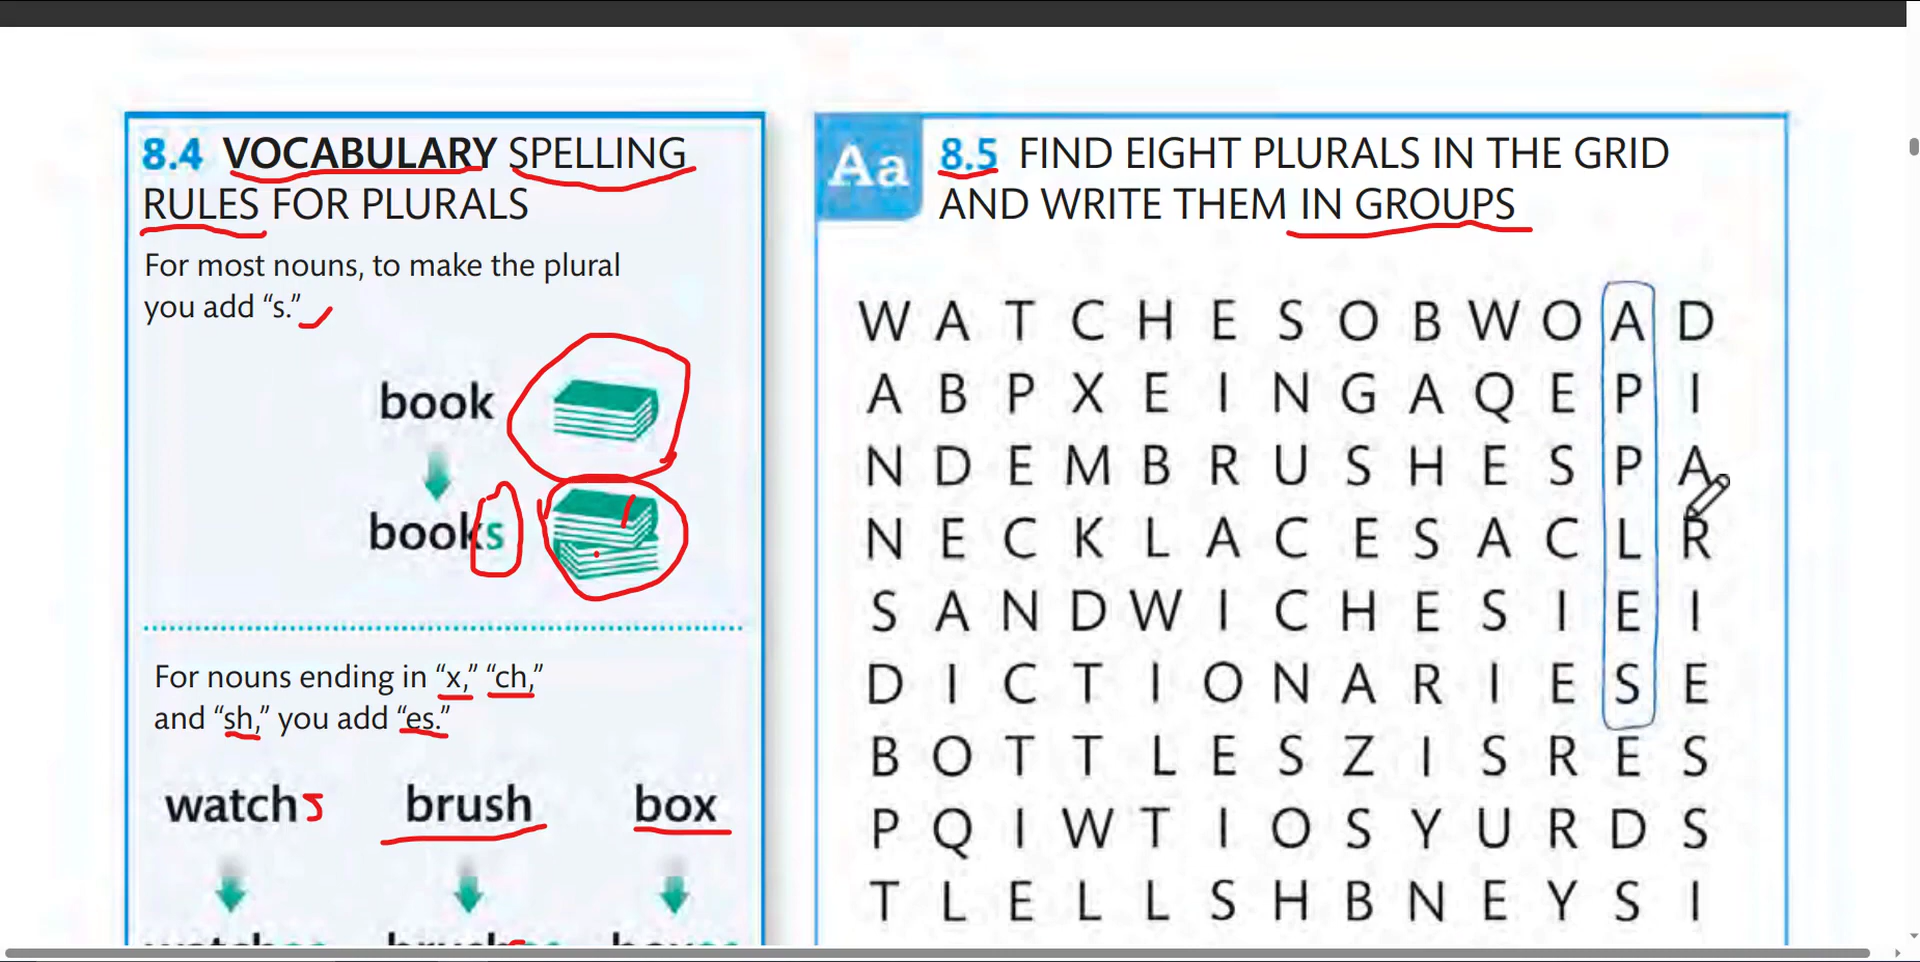 8.4 VOCABULARY SPELLING
RULES FOR PLURALS
For most nouns, to make the plural
you add “s.”
book
books
For nouns ending in “x,” “ch,”
and “sh,” you add “es.”
watchs brush box
Aa
8.5 FIND EIGHT PLURALS IN THE GRID
AND WRITE THEM IN GROUPS
W A T C H E S O B W O A D
A B P X E I N G A Q E P I
N D E M B R U S H E S P A
N E C K L A C E S A C L R
S A N D W I C H E S I E I
D I C T I O N A R I E S E
B O T T L E S Z I S R E S
P Q I W T I O S Y U R D S
T L E L L S H B N E Y S I